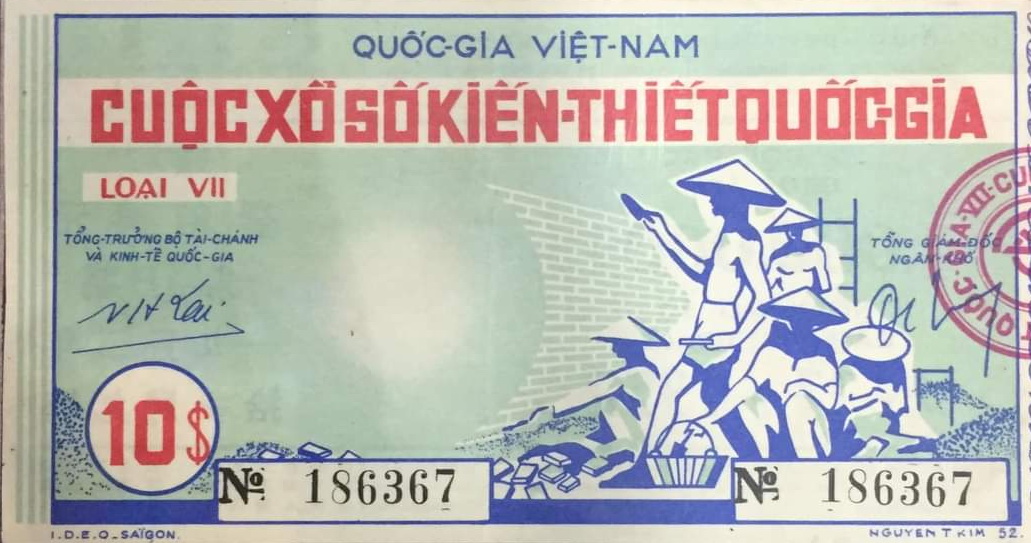 QUỐC-GIA VIỆT-NAM
CUỘC XỔ SỐ KIẾN-THIẾT QUỐC-GIA
LOẠI VII
TỔNG-TRƯỞNG BỘ TÀI-CHÁNH
VÀ KINH-TẾ QUỐC-GIA
TỔNG GIÁM-ĐỐC
NGÂN-KHỐ
10$
Nº 186367
Nº 186367
I.D.E.O_SAÏGON.
NGUYEN T KIM 52.